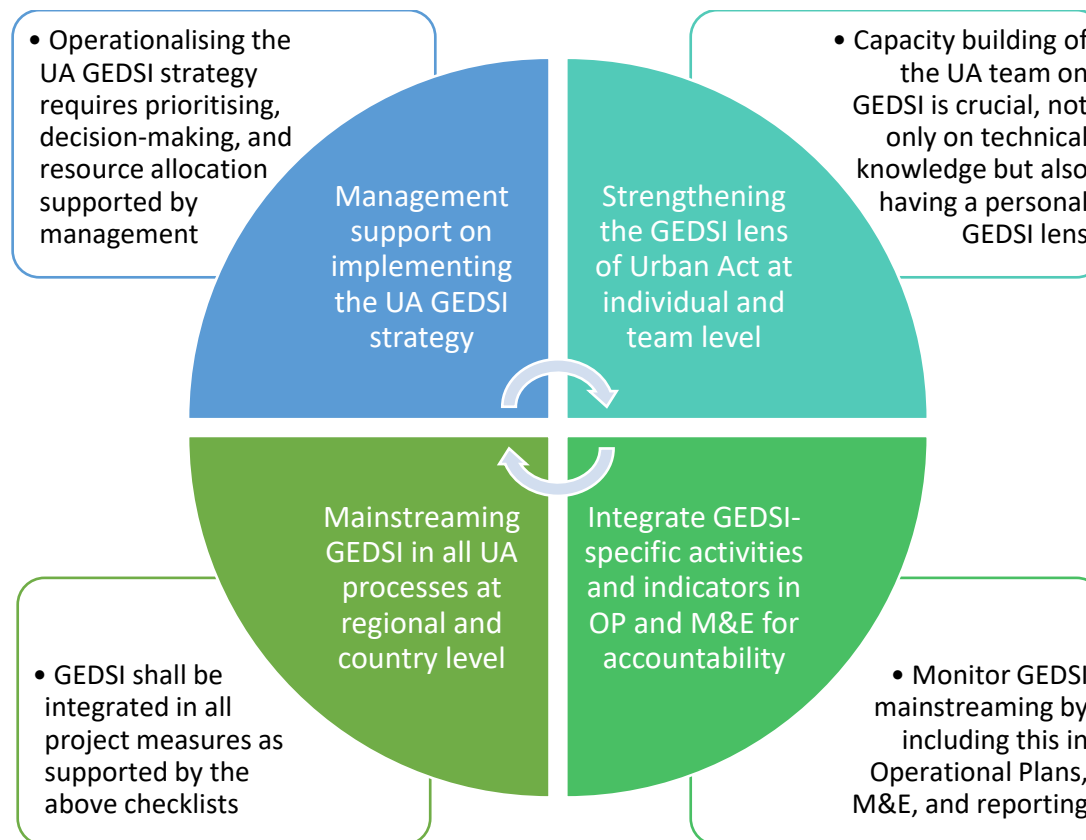 • Operationalising the
UA GEDSI strategy
requires prioritising,
decision-making, and
resource allocation
supported by
management
Management
support on
implementing
the UA GEDSI
strategy
Strengthening
the GEDSI lens
of Urban Act at
individual and
team level
• Capacity building of
the UA team on
GEDSI is crucial, not
only on technical
knowledge but also
having a personal
GEDSI lens
Mainstreaming
GEDSI in all UA
processes at
regional and
country level
• GEDSI shall be
integrated in all
project measures as
supported by the
above checklists
Integrate GEDSI-
specific activities
and indicators in
OP and M&E for
accountability
• Monitor GEDSI
mainstreaming by
including this in
Operational Plans,
M&E, and reporting